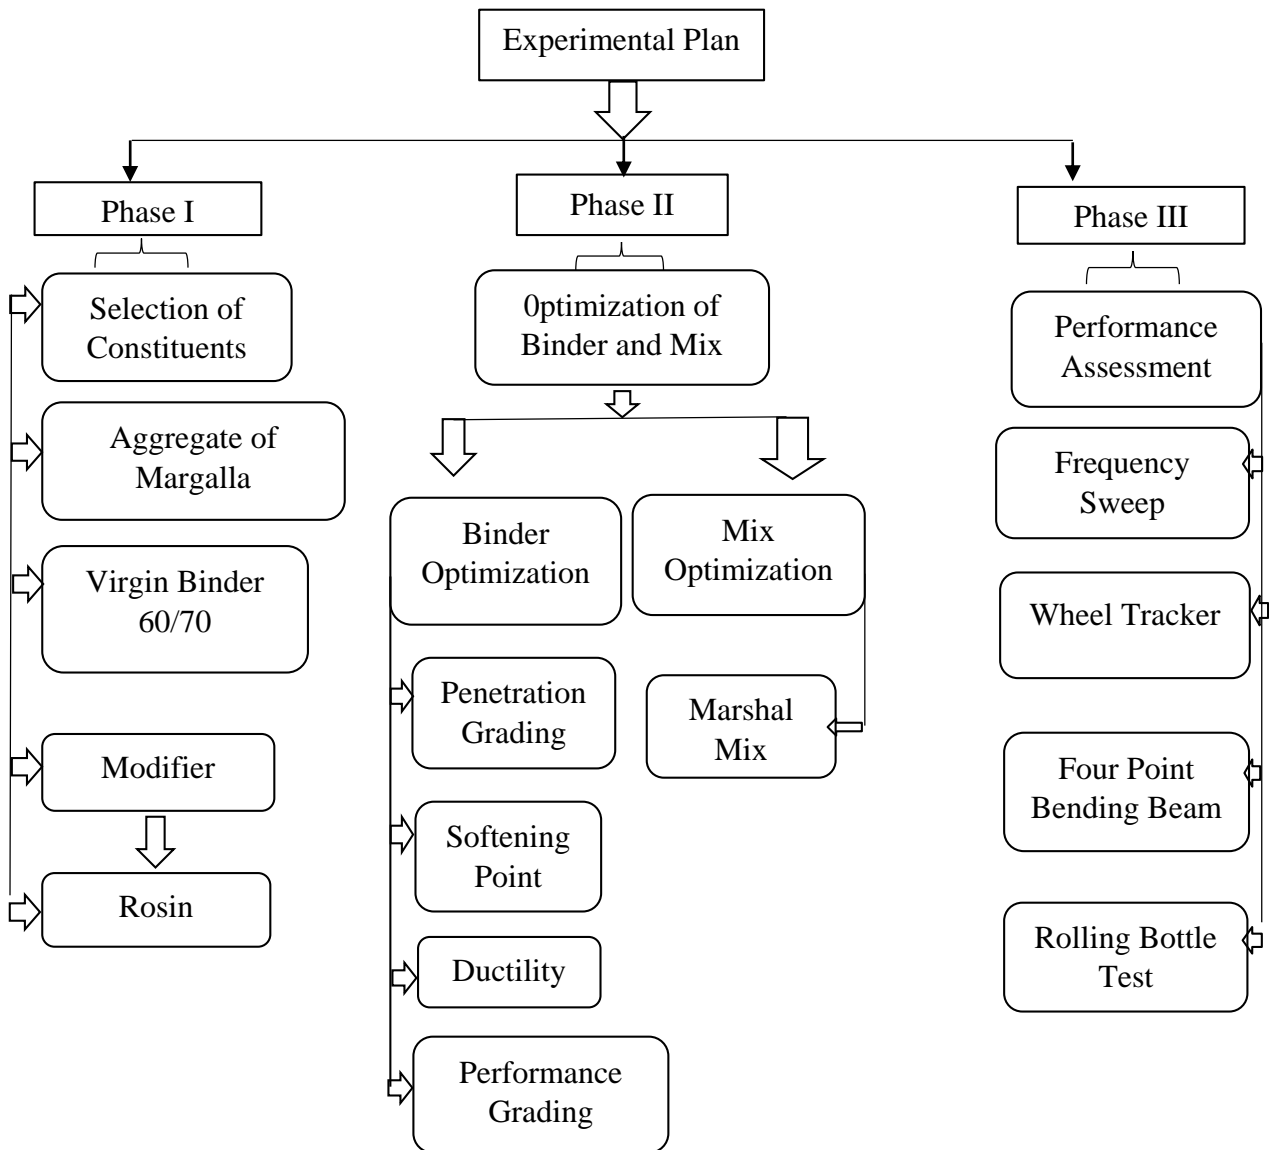 Experimental Plan
Phase I
Selection of
Constituents
Aggregate of
Margalla
Virgin Binder
60/70
Modifier
Rosin
Phase II
0ptimization of
Binder and Mix
Binder
Optimization
Penetration
Grading
Softening
Point
Ductility
Performance
Grading
Mix
Optimization
Marshal
Mix
Phase III
Performance
Assessment
Frequency
Sweep
Wheel Tracker
Four Point
Bending Beam
Rolling Bottle
Test